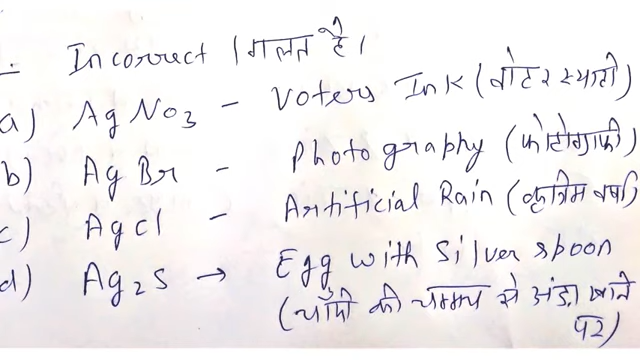 . Incorrect | गलत है।
a) AgNO₃ - Voters Ink (वोटर स्याही)
b) AgBr - Photography (फोटोग्राफी)
c) AgCl - Artificial Rain (कृत्रिम वर्षा)
d) Ag₂S → Egg with Silver spoon
(चाँदी की चम्मच से अंडा खाने
पर)